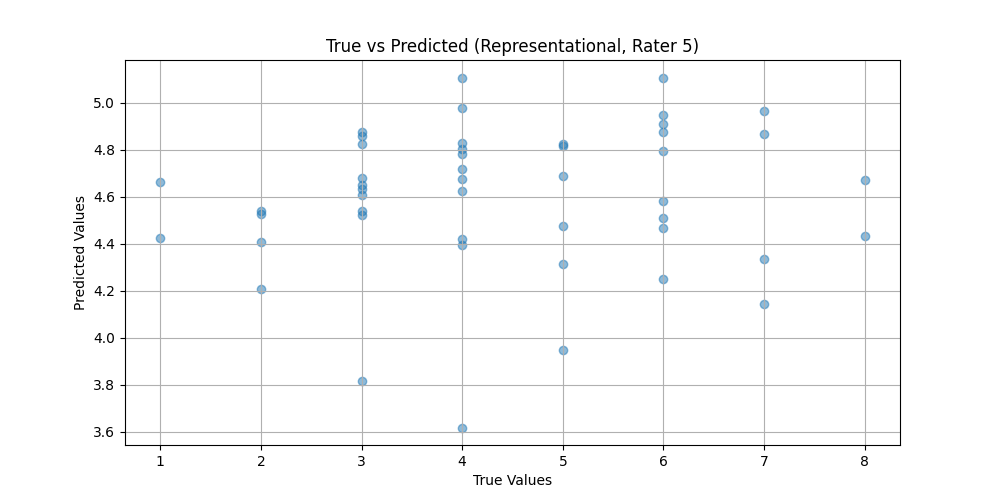 True vs Predicted (Representational, Rater 5)
Predicted Values
5.0
4.8
4.6
4.4
4.2
4.0
3.8
3.6
1 2 3 4 5 6 7 8
True Values